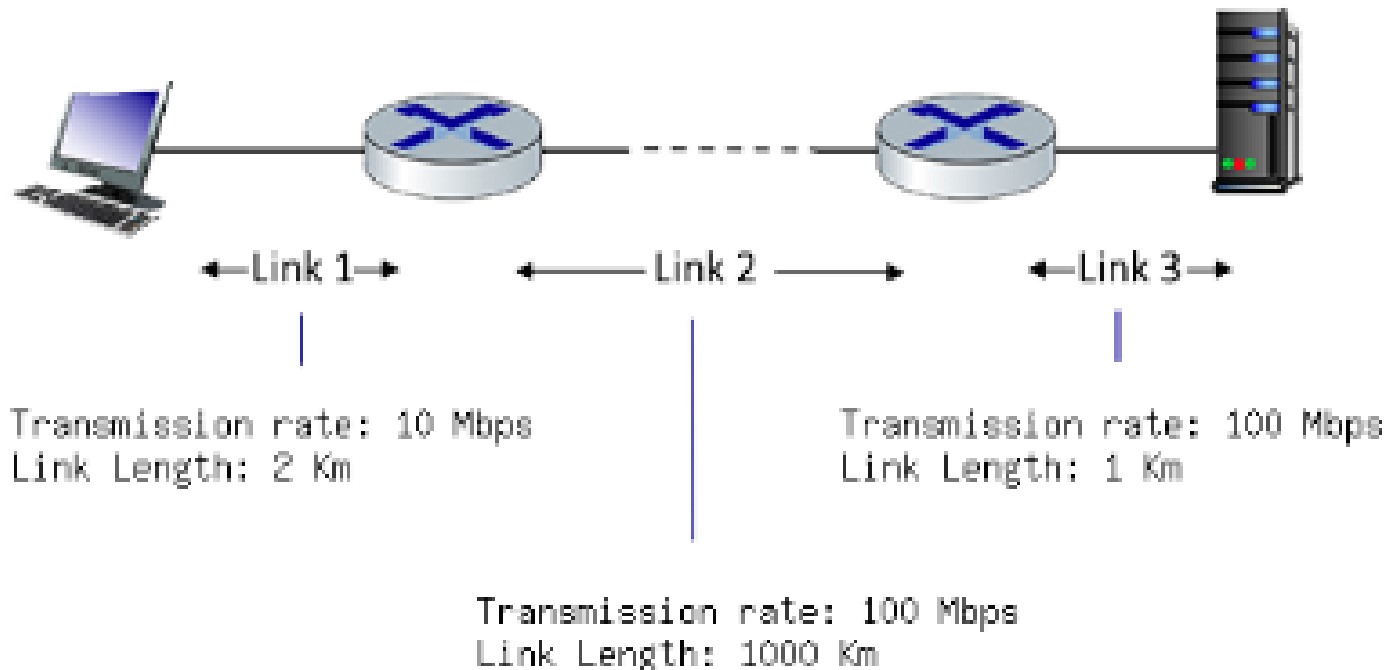 Link 1
Link 2
Link 3
Transmission rate: 10 Mbps
Link Length: 2 Km
Transmission rate: 100 Mbps
Link Length: 1 Km
Transmission rate: 100 Mbps
Link Length: 1000 Km